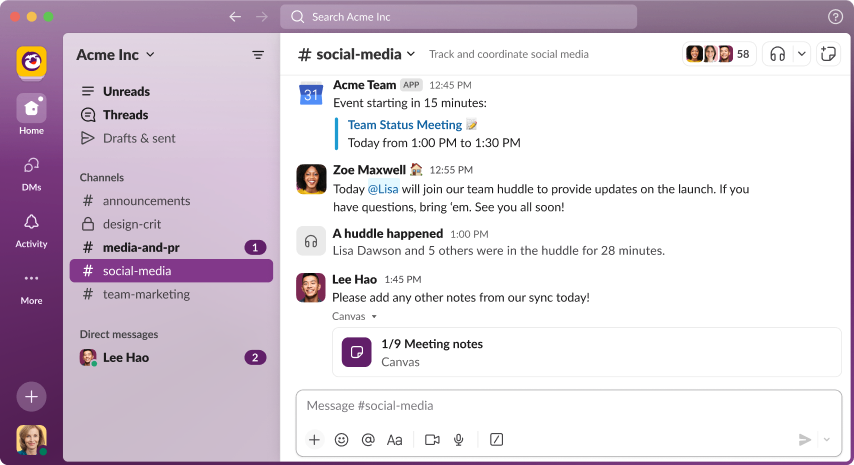 Search Acme Inc
Acme Inc
Unreads
Threads
Drafts & sent
Channels
# announcements
design-crit
# media-and-pr 1
# social-media
# team-marketing
Direct messages
Lee Hao 2
Home
DMs
Activity
More
# social-media
Track and coordinate social media
58
31
Acme Team APP 12:45 PM
Event starting in 15 minutes:
Team Status Meeting
Today from 1:00 PM to 1:30 PM
Zoe Maxwell 12:55 PM
Today @Lisa will join our team huddle to provide updates on the launch. If you
have questions, bring ‘em. See you all soon!
A huddle happened 1:00 PM
Lisa Dawson and 5 others were in the huddle for 28 minutes.
Lee Hao 1:45 PM
Please add any other notes from our sync today!
Canvas
1/9 Meeting notes
Canvas
Message #social-media
Aa